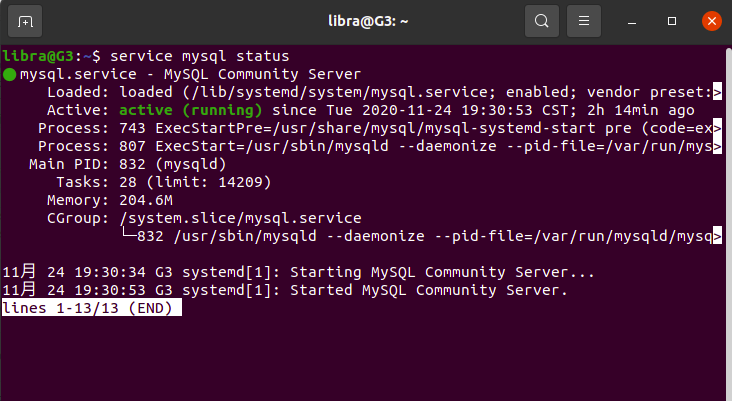 libra@G3: ~
libra@G3:~$ service mysql status
● mysql.service - MySQL Community Server
Loaded: loaded (/lib/systemd/system/mysql.service; enabled; vendor preset:>
Active: active (running) since Tue 2020-11-24 19:30:53 CST; 2h 14min ago
Process: 743 ExecStartPre=/usr/share/mysql/mysql-systemd-start pre (code=ex>
Process: 807 ExecStart=/usr/sbin/mysqld --daemonize --pid-file=/var/run/mys>
Main PID: 832 (mysqld)
Tasks: 28 (limit: 14209)
Memory: 204.6M
CGroup: /system.slice/mysql.service
└─832 /usr/sbin/mysqld --daemonize --pid-file=/var/run/mysqld/mysq>
11月 24 19:30:34 G3 systemd[1]: Starting MySQL Community Server...
11月 24 19:30:53 G3 systemd[1]: Started MySQL Community Server.
lines 1-13/13 (END)